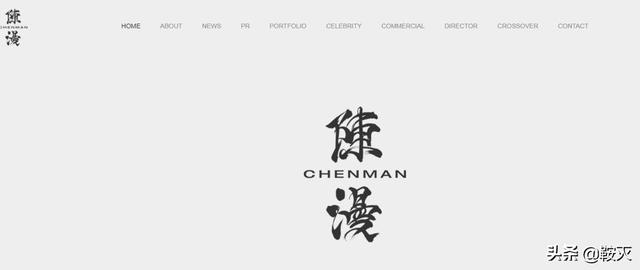 陳
CHENMAN
漫
HOME ABOUT NEWS PR PORTFOLIO CELEBRITY COMMERCIAL DIRECTOR CROSSOVER CONTACT
陳
CHENMAN
漫
头条 @鞍灭